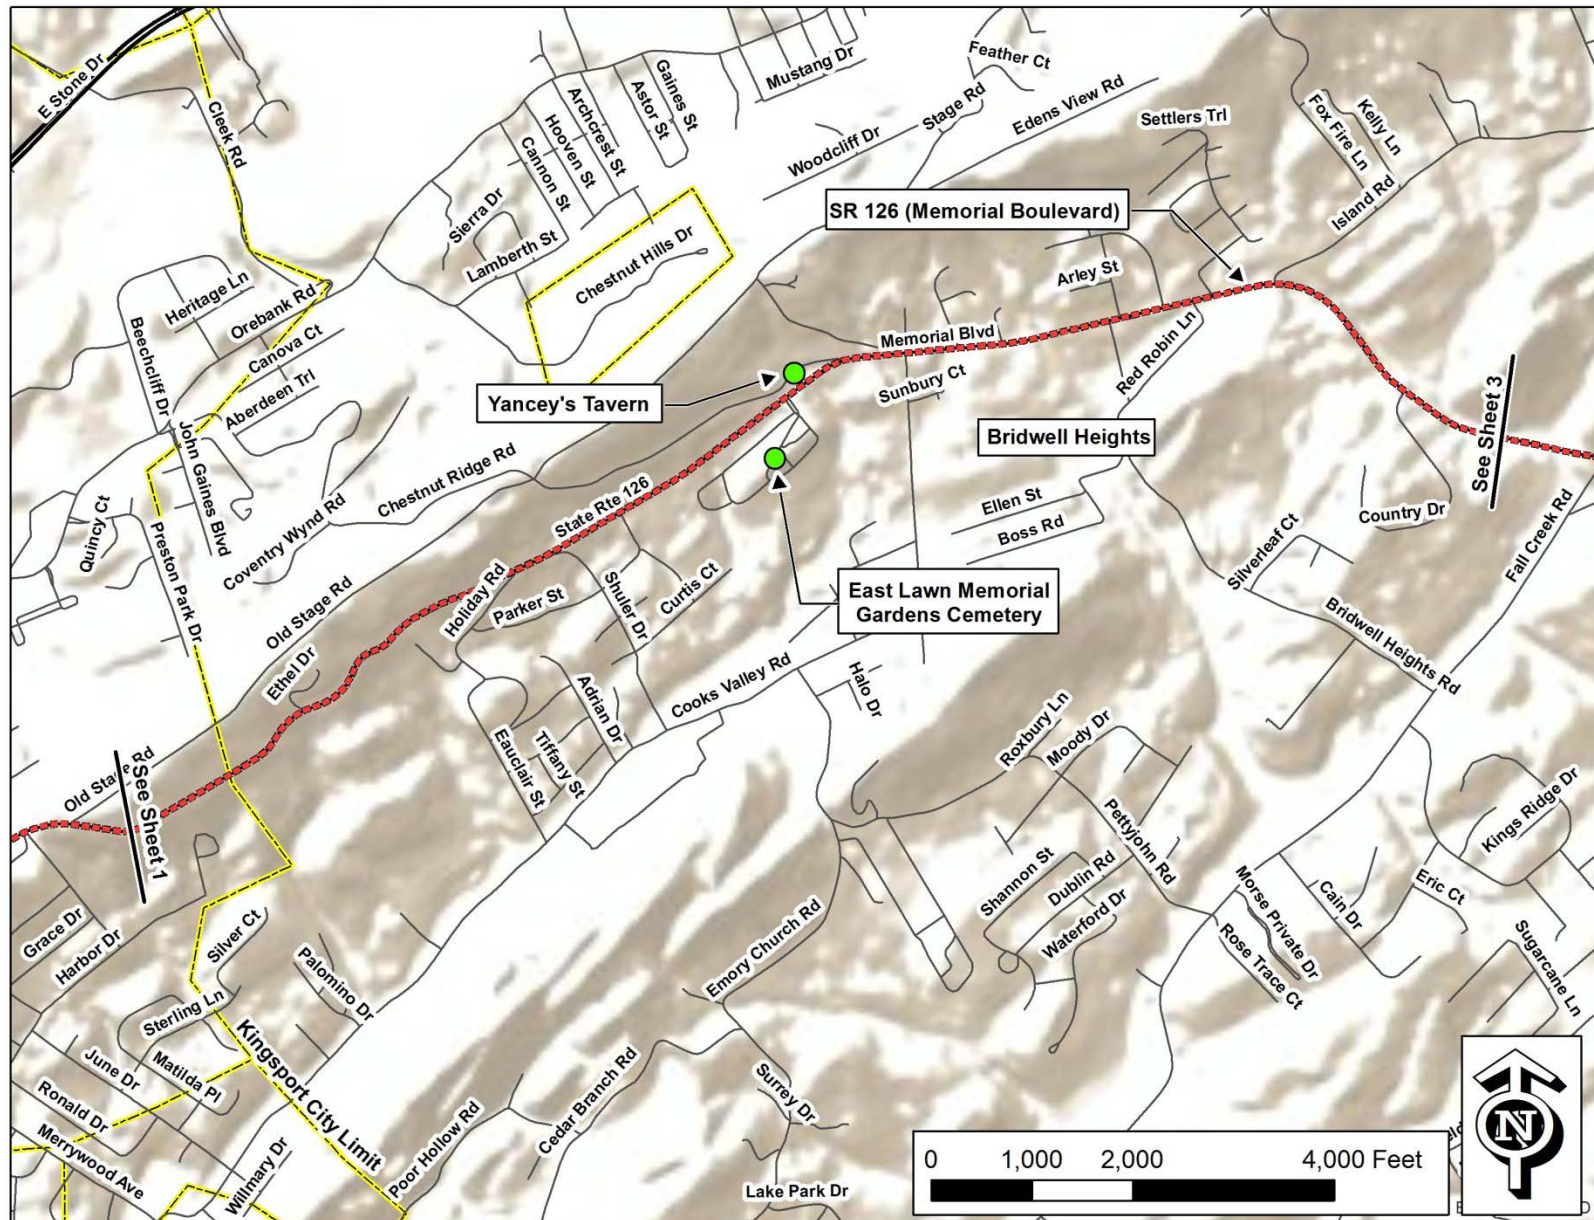 E Stone Dr
Cleek Rd
Archcrest St
Hooven St
Cannon St
Astor St
Gaines St
Mustang Dr
Feather Ct
Stage Rd
Woodcliff Dr
Edens View Rd
Settlers Trl
Fox Fire Ln
Kelly Ln
Island Rd
SR 126 (Memorial Boulevard)
Sierra Dr
Lamberth St
Chestnut Hills Dr
Arley St
Heritage Ln
Orebank Rd
Beechcliff Dr
Canova Ct
Aberdeen Trl
Memorial Blvd
Sunbury Ct
Red Robin Ln
Yancey's Tavern
Bridwell Heights
See Sheet 3
John Gaines Blvd
Quincy Ct
Preston Park Dr
Coventry Wynd Rd
Chestnut Ridge Rd
State Rte 126
Ellen St
Boss Rd
Silverleaf Ct
Country Dr
Fall Creek Rd
Old Stage Rd
Holiday Rd
Parker St
Shuler Dr
Curtis Ct
East Lawn Memorial
Gardens Cemetery
Bridwell Heights Rd
Ethel Dr
Cooks Valley Rd
Halo Dr
Adrian Dr
Tiffany St
Eauclair St
Roxbury Ln
Moody Dr
Old Stage Rd
See Sheet 1
Pettyjohn Rd
Kings Ridge Dr
Shannon St
Dublin Rd
Waterford Dr
Morse Private Dr
Rose Trace Ct
Cain Dr
Eric Ct
Sugarcane Ln
Grace Dr
Harbor Dr
Silver Ct
Palomino Dr
Sterling Ln
Emory Church Rd
Kingsport City Limit
June Dr
Matilda Pl
Ronald Dr
Merrywood Ave
Willmary Dr
Poor Hollow Rd
Cedar Branch Rd
Surrey Dr
Lake Park Dr
0 1,000 2,000 4,000 Feet
N